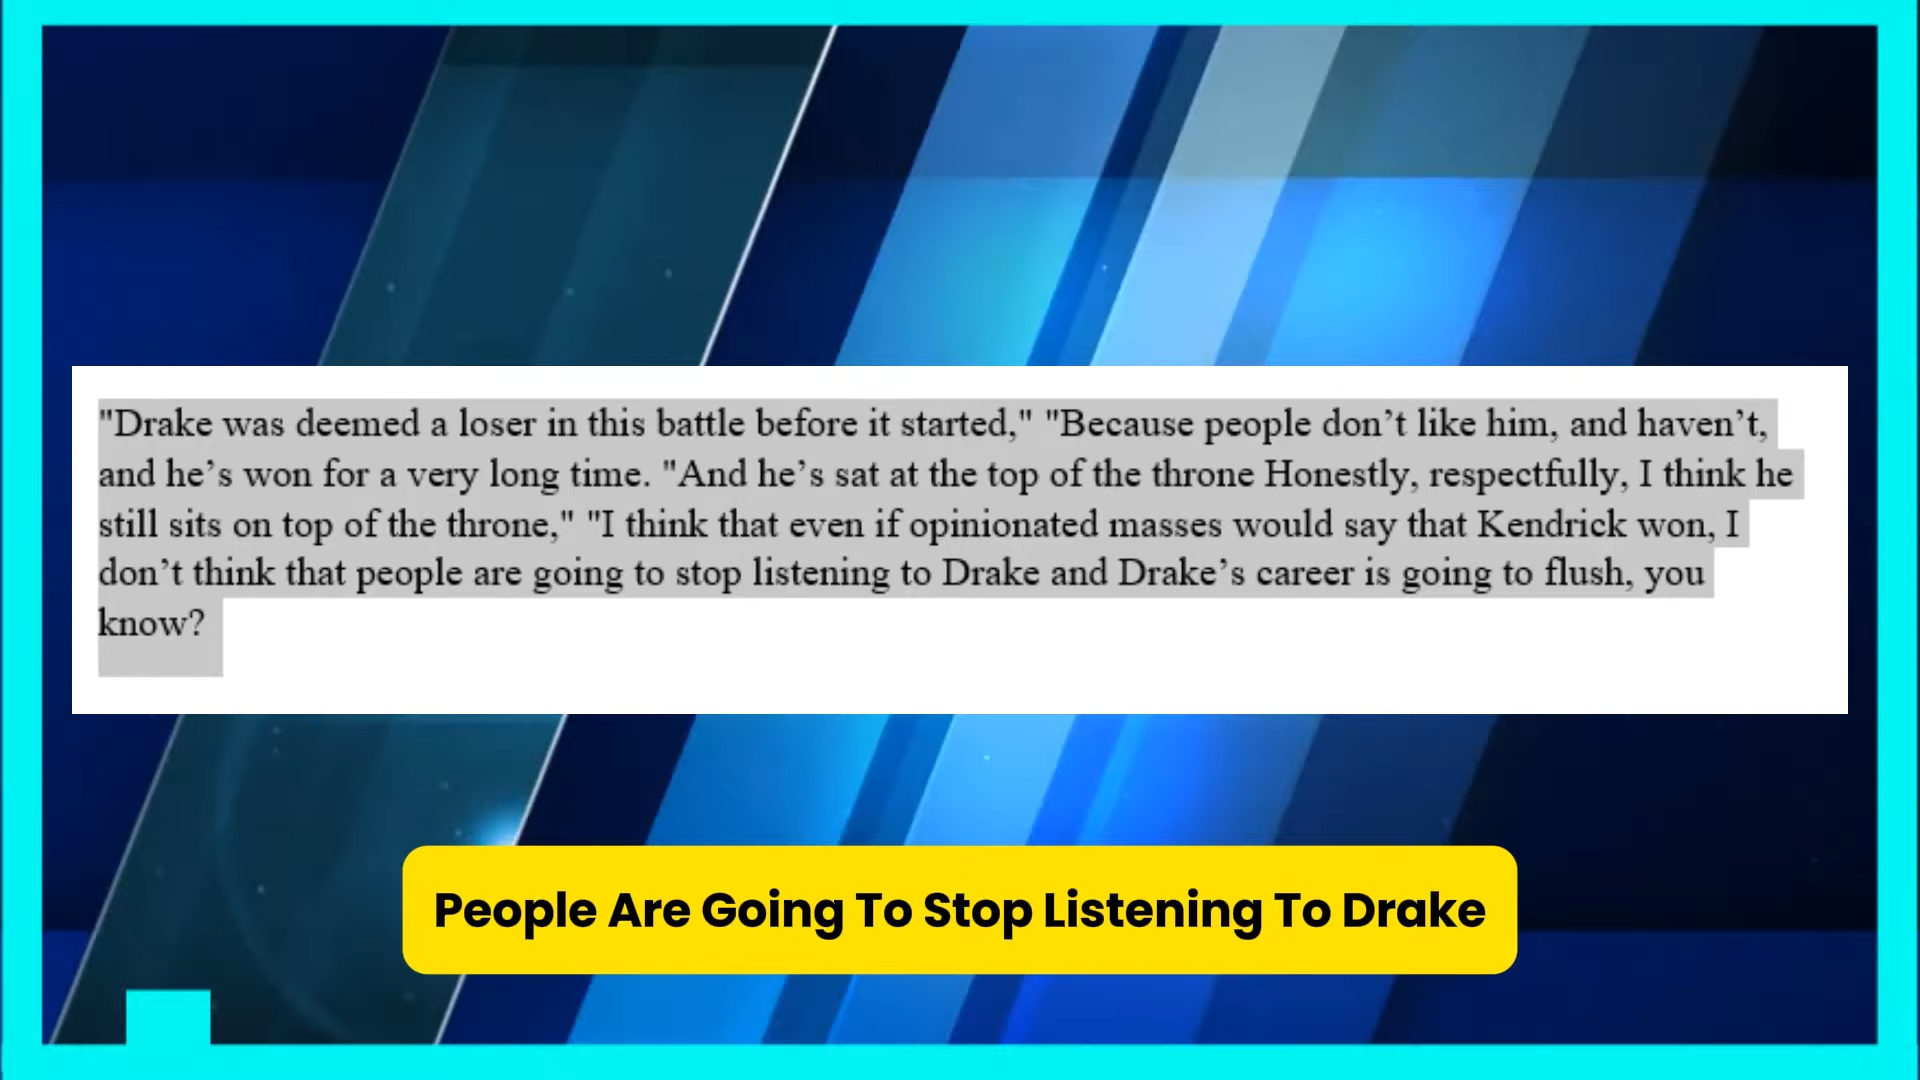 "Drake was deemed a loser in this battle before it started," "Because people don’t like him, and haven’t,
and he’s won for a very long time. "And he’s sat at the top of the throne Honestly, respectfully, I think he
still sits on top of the throne," "I think that even if opinionated masses would say that Kendrick won, I
don’t think that people are going to stop listening to Drake and Drake’s career is going to flush, you
know?
People Are Going To Stop Listening To Drake